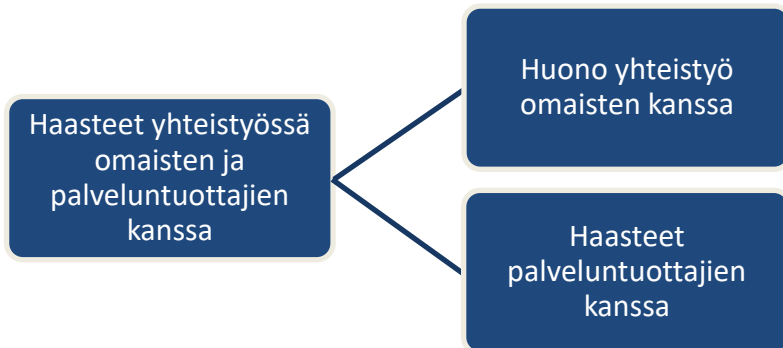 Haasteet yhteistyössä
omaisten ja
palveluntuottajien
kanssa
Huono yhteistyö
omaisten kanssa
Haasteet
palveluntuottajien
kanssa